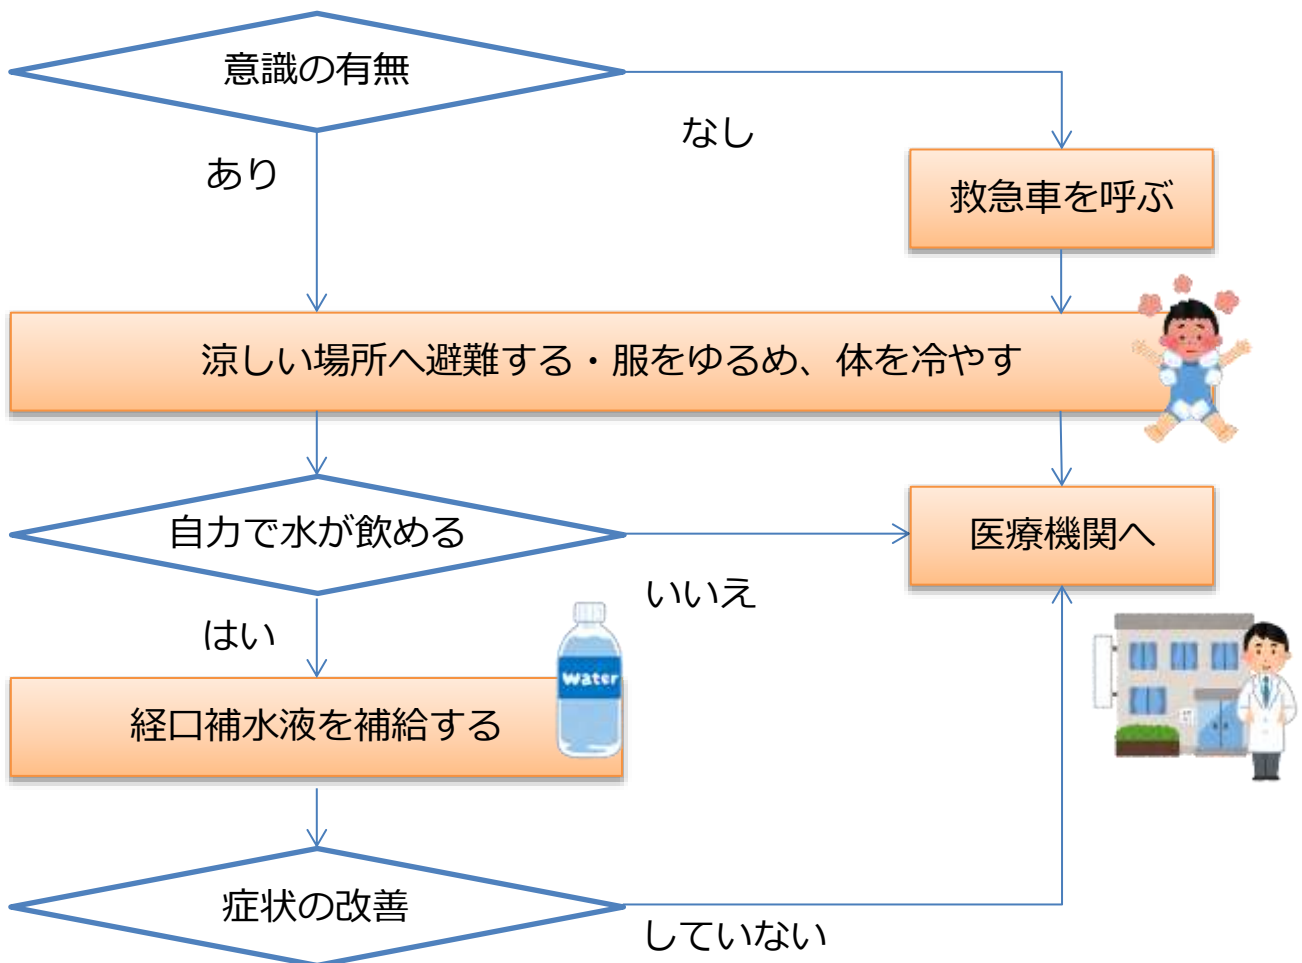 意識の有無
なし
あり
救急車を呼ぶ
涼しい場所へ避難する・服をゆるめ、体を冷やす
自力で水が飲める
医療機関へ
いいえ
はい
Water
経口補水液を補給する
症状の改善
していない